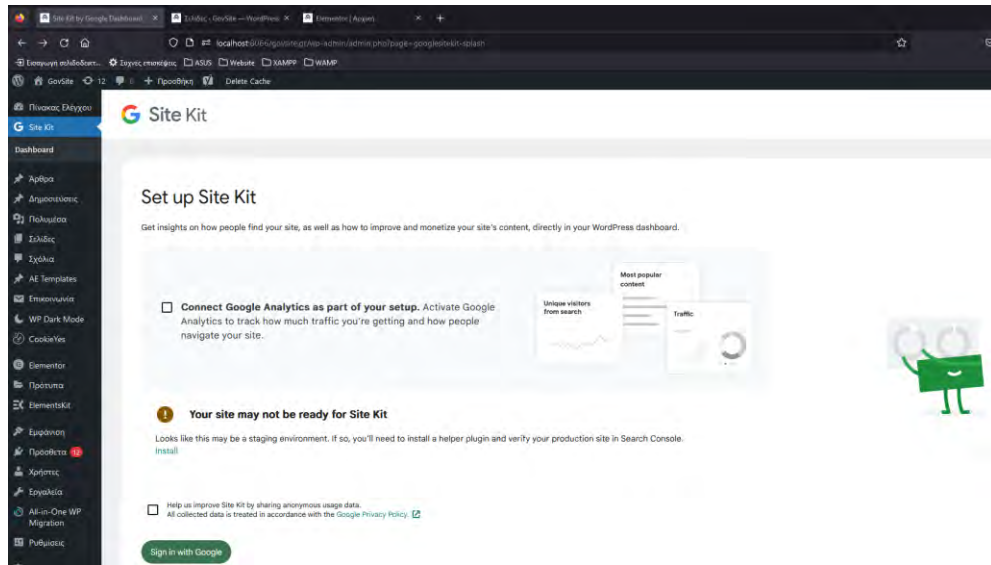 Site Kit by Google Dashboard
Σελίδες ‹ GovSite — WordPress
Elementor | Αρχική
localhost
Εισαγωγή σελιδοδεικτ...
Συχνές επισκέψεις
ASUS
Website
XAMPP
WAMP
GovSite
12
Προσθήκη
Delete Cache
Πίνακας Ελέγχου
Site Kit
Dashboard
Άρθρα
Δημοσιεύσεις
Πολυμέσα
Σελίδες
Σχόλια
AE Templates
Επικοινωνία
WP Dark Mode
CookieYes
Elementor
Πρότυπα
ElementsKit
Εμφάνιση
Πρόσθετα 12
Χρήστες
Εργαλεία
All-in-One WP
Migration
Ρυθμίσεις
G Site Kit
Set up Site Kit
Get insights on how people find your site, as well as how to improve and monetize your site's content, directly in your WordPress dashboard.
Connect Google Analytics as part of your setup. Activate Google
Analytics to track how much traffic you're getting and how people
navigate your site.
Most popular
content
Unique visitors
from search
Traffic
Your site may not be ready for Site Kit
Looks like this may be a staging environment. If so, you'll need to install a helper plugin and verify your production site in Search Console.
Install
Help us improve Site Kit by sharing anonymous usage data.
All collected data is treated in accordance with the Google Privacy Policy.
Sign in with Google